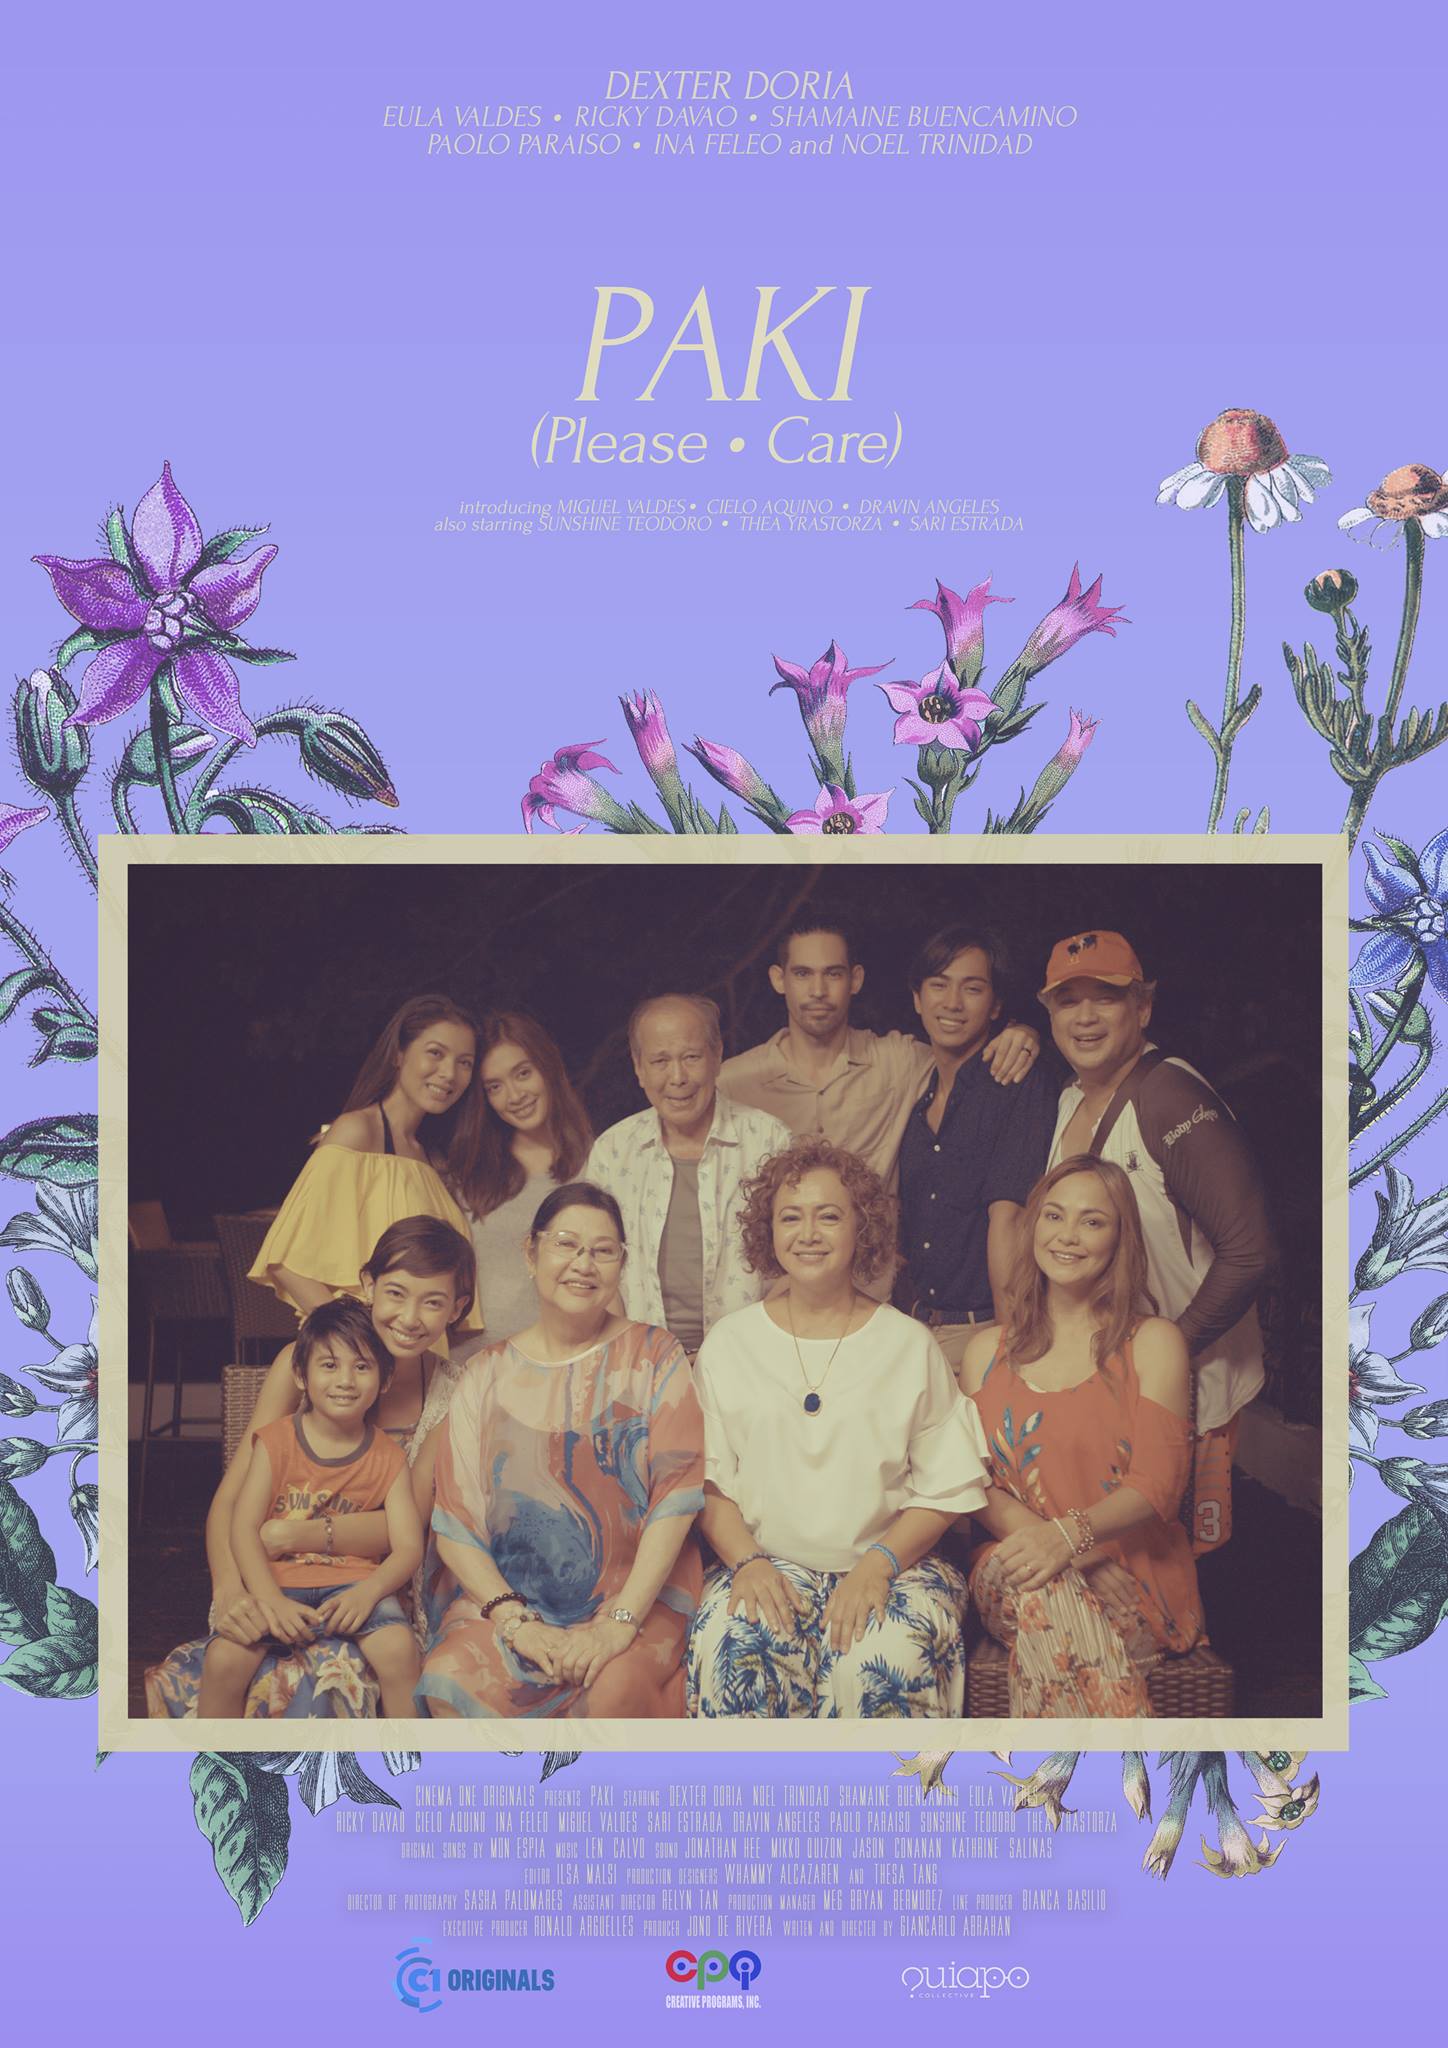 DEXTER DORIA
EULA VALDES • RICKY DAVAO • SHAMAINE BUENCAMINO
PAOLO PARAISO • INA FELEO and NOEL TRINIDAD
PAKI
(Please • Care)
introducing MIGUEL VALDES • CIELO AQUINO • DRAVIN ANGELES
also starring SUNSHINE TEODORO • THEA YRASTORZA • SARI ESTRADA
Body Glove
SUN SAND
3
CINEMA ONE ORIGINALS PRESENTS PAKI STARRING DEXTER DORIA NOEL TRINIDAD SHAMAINE BUENCAMINO EULA VALDES
RICKY DAVAO CIELO AQUINO INA FELEO MIGUEL VALDES SARI ESTRADA DRAVIN ANGELES PAOLO PARAISO SUNSHINE TEODORO THEA YRASTORZA
ORIGINAL SONGS BY MON ESPIA MUSIC LEN CALVO SOUND JONATHAN HEE MIKKO QUIZON JASON CONANAN KATHRINE SALINAS
EDITOR ILSA MALSI PRODUCTION DESIGNERS WHAMMY ALCAZAREN AND THESA TANG
DIRECTOR OF PHOTOGRAPHY SASHA PALOMARES ASSISTANT DIRECTOR RELYN TAN PRODUCTION MANAGER MEG BRYAN BERMUDEZ LINE PRODUCER BIANCA BASILIO
EXECUTIVE PRODUCER RONALD ARGUELLES PRODUCER JONO DE RIVERA WRITEN AND DIRECTED BY GIANCARLO ABRAHAN
C1 ORIGINALS
cpi
CREATIVE PROGRAMS, INC.
quiapo
COLLECTIVE